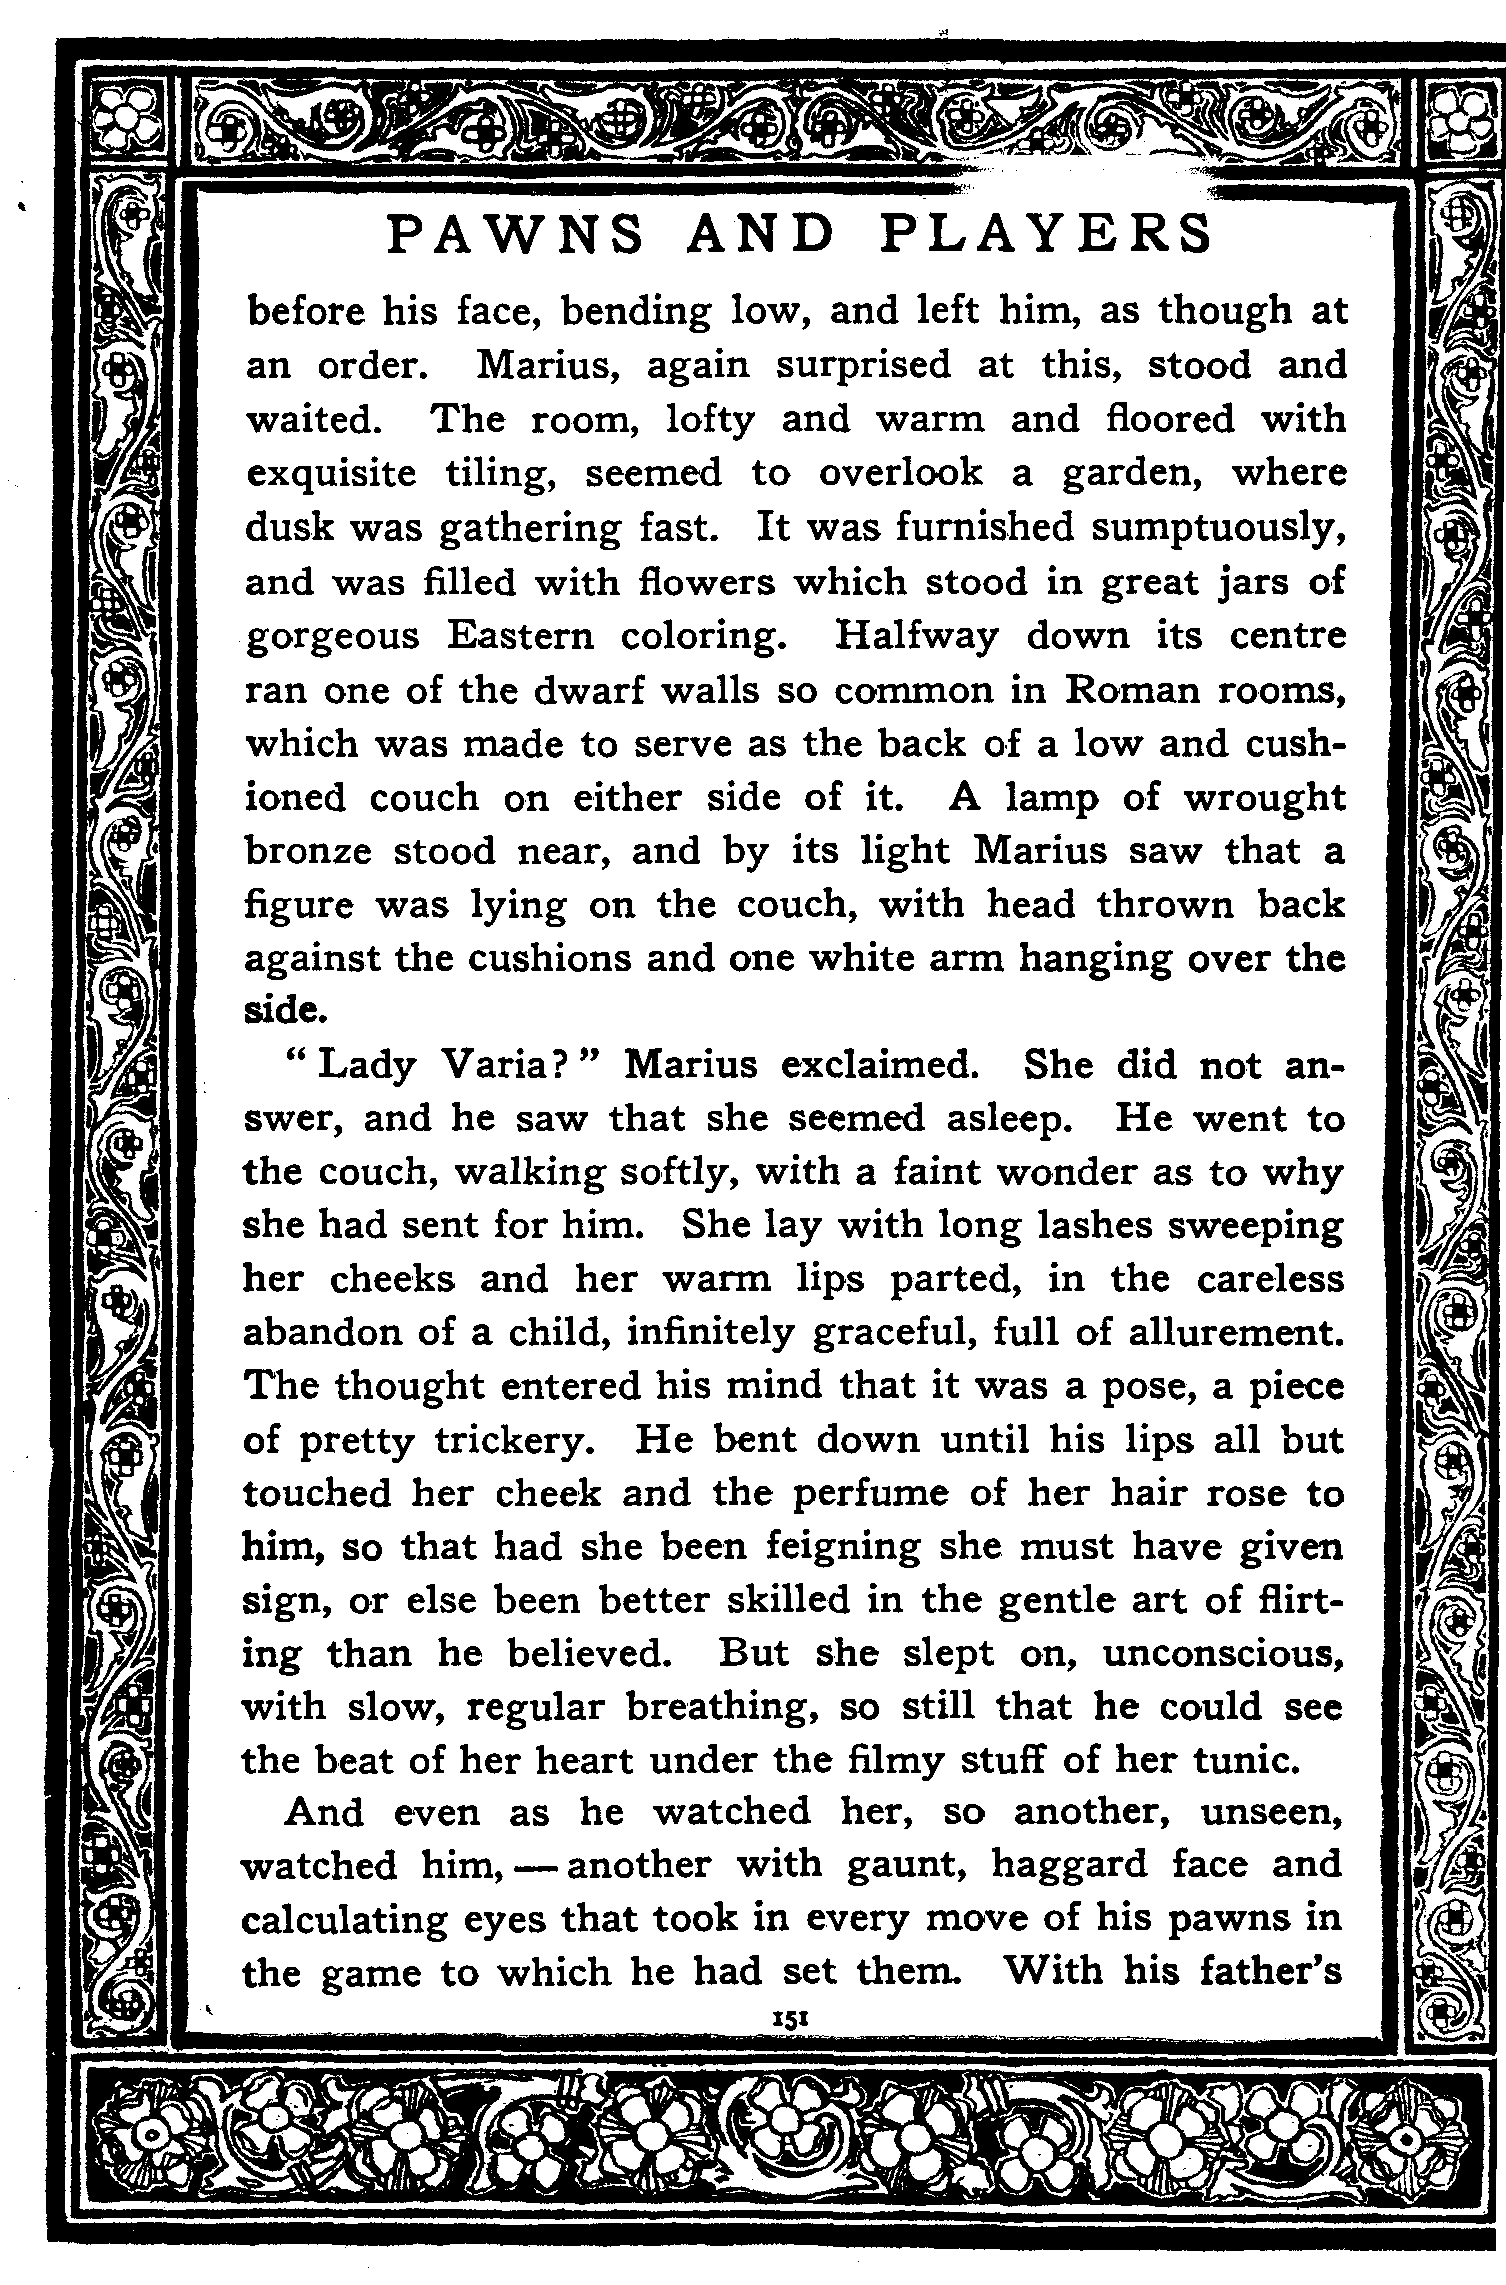 PAWNS AND PLAYERS
before his face, bending low, and left him, as though at
an order. Marius, again surprised at this, stood and
waited. The room, lofty and warm and floored with
exquisite tiling, seemed to overlook a garden, where
dusk was gathering fast. It was furnished sumptuously,
and was filled with flowers which stood in great jars of
gorgeous Eastern coloring. Halfway down its centre
ran one of the dwarf walls so common in Roman rooms,
which was made to serve as the back of a low and cush-
ioned couch on either side of it. A lamp of wrought
bronze stood near, and by its light Marius saw that a
figure was lying on the couch, with head thrown back
against the cushions and one white arm hanging over the
side.
“ Lady Varia? ” Marius exclaimed. She did not an-
swer, and he saw that she seemed asleep. He went to
the couch, walking softly, with a faint wonder as to why
she had sent for him. She lay with long lashes sweeping
her cheeks and her warm lips parted, in the careless
abandon of a child, infinitely graceful, full of allurement.
The thought entered his mind that it was a pose, a piece
of pretty trickery. He bent down until his lips all but
touched her cheek and the perfume of her hair rose to
him, so that had she been feigning she must have given
sign, or else been better skilled in the gentle art of flirt-
ing than he believed. But she slept on, unconscious,
with slow, regular breathing, so still that he could see
the beat of her heart under the filmy stuff of her tunic.
And even as he watched her, so another, unseen,
watched him, — another with gaunt, haggard face and
calculating eyes that took in every move of his pawns in
the game to which he had set them. With his father's
151